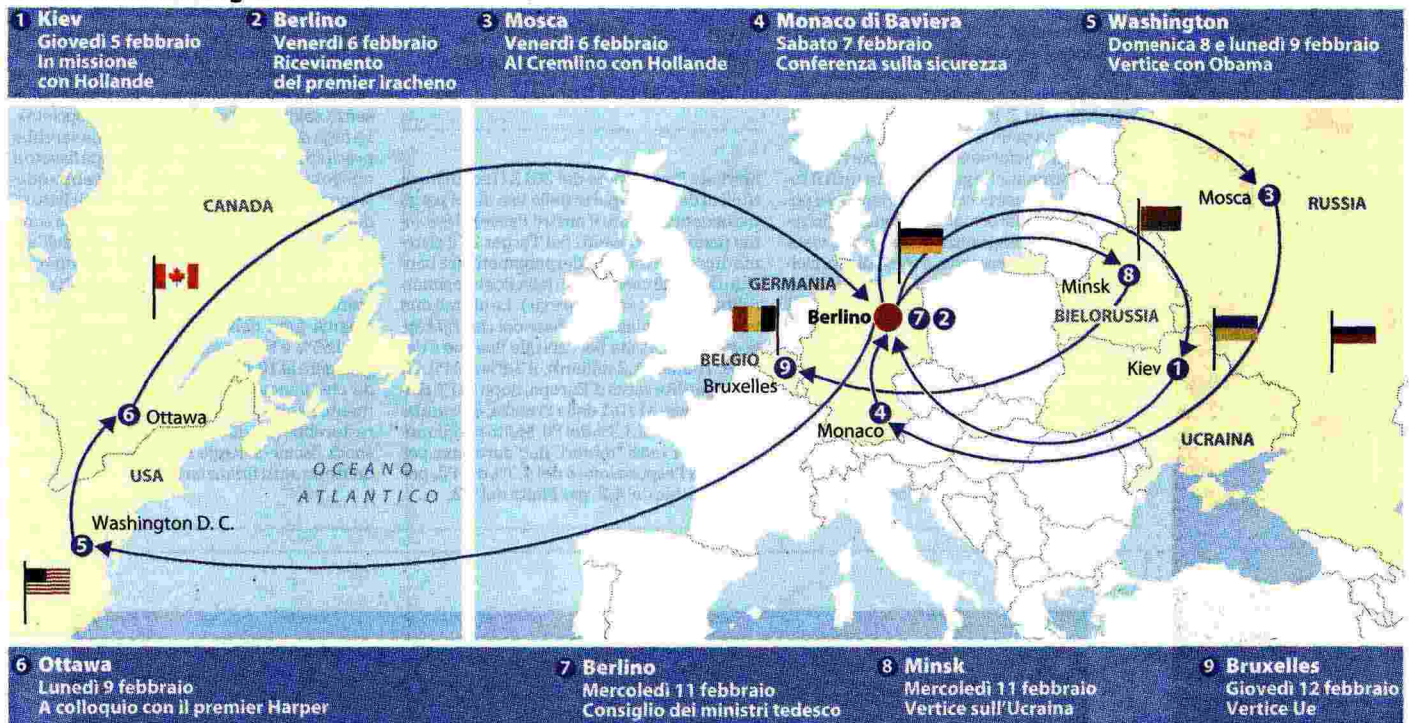 1 Kiev
Giovedì 5 febbraio
In missione
con Hollande
2 Berlino
Venerdì 6 febbraio
Ricevimento
del premier iracheno
3 Mosca
Venerdì 6 febbraio
Al Cremlino con Hollande
4 Monaco di Baviera
Sabato 7 febbraio
Conferenza sulla sicurezza
5 Washington
Domenica 8 e lunedì 9 febbraio
Vertice con Obama
CANADA
6 Ottawa
USA
OCEANO
ATLANTICO
Washington D. C.
5
GERMANIA
Berlino 7 2
BELGIO
Bruxelles 9
4
Monaco
Mosca 3
RUSSIA
Minsk 8
BIELORUSSIA
Kiev 1
UCRAINA
6 Ottawa
Lunedì 9 febbraio
A colloquio con il premier Harper
7 Berlino
Mercoledì 11 febbraio
Consiglio dei ministri tedesco
8 Minsk
Mercoledì 11 febbraio
Vertice sull'Ucraina
9 Bruxelles
Giovedì 12 febbraio
Vertice Ue